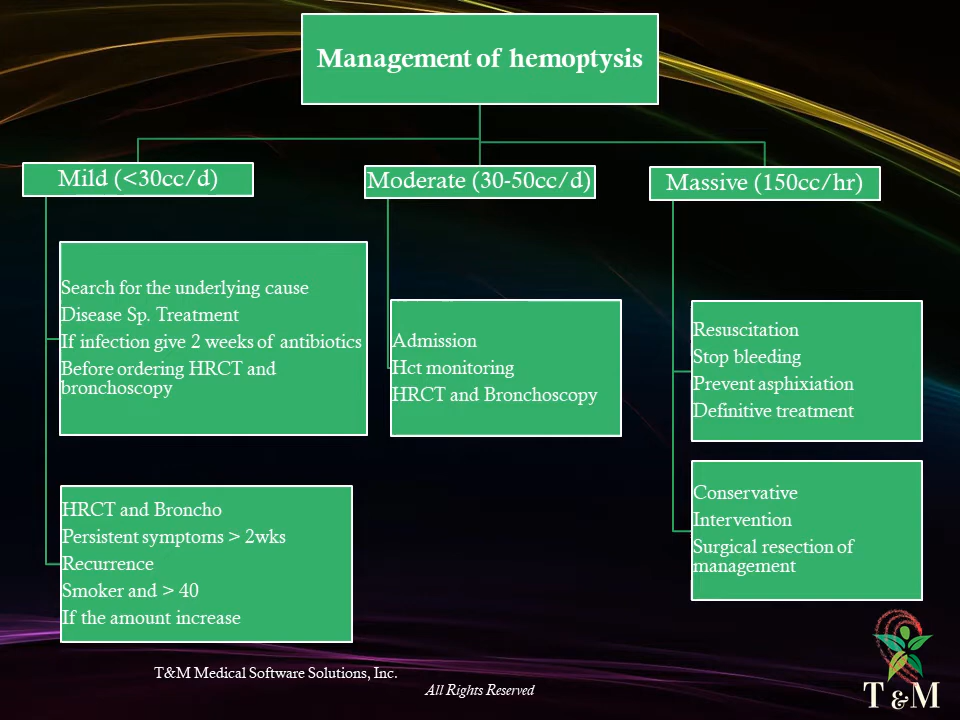 Management of hemoptysis
Mild (<30cc/d)
Moderate (30-50cc/d)
Massive (150cc/hr)
Search for the underlying cause
Disease Sp. Treatment
If infection give 2 weeks of antibiotics
Before ordering HRCT and
bronchoscopy
HRCT and Broncho
Persistent symptoms > 2wks
Recurrence
Smoker and > 40
If the amount increase
Admission
Hct monitoring
HRCT and Bronchoscopy
Resuscitation
Stop bleeding
Prevent asphixiation
Definitive treatment
Conservative
Intervention
Surgical resection of
management
T&M Medical Software Solutions, Inc.
All Rights Reserved
T &M